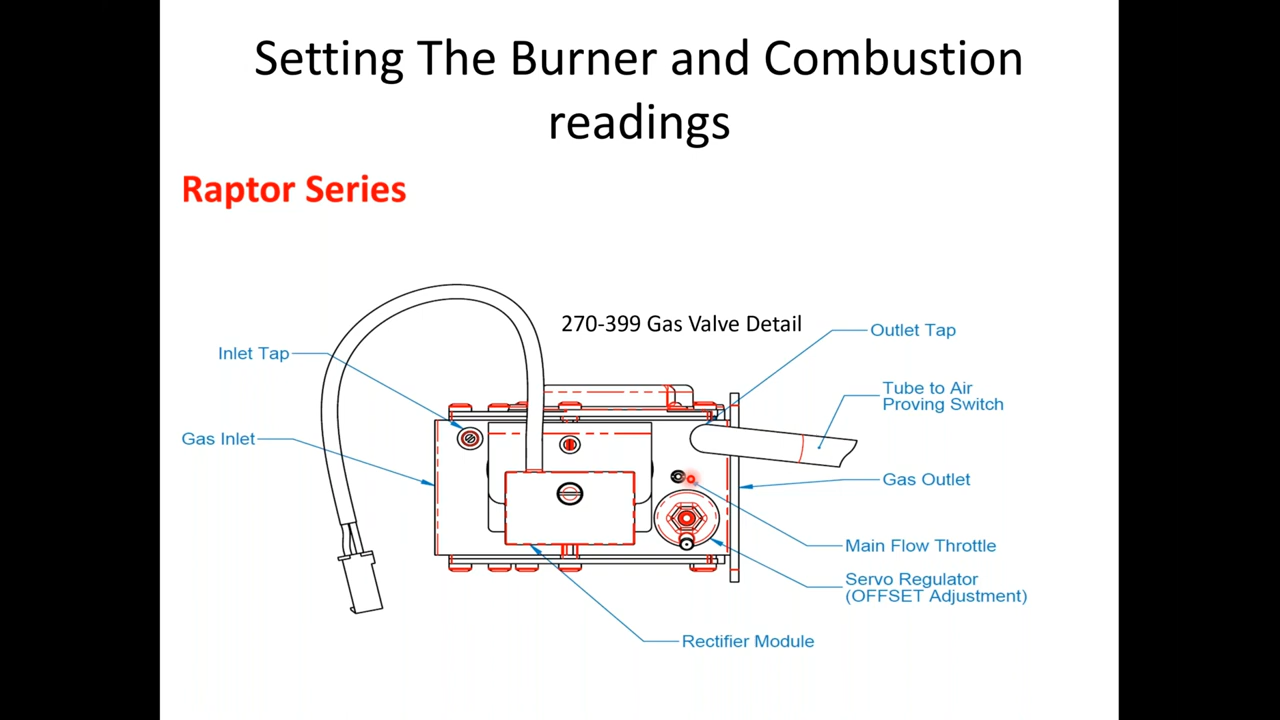 Setting The Burner and Combustion
readings
Raptor Series
270-399 Gas Valve Detail
Outlet Tap
Inlet Tap
Tube to Air
Proving Switch
Gas Inlet
Gas Outlet
Main Flow Throttle
Servo Regulator
(OFFSET Adjustment)
Rectifier Module